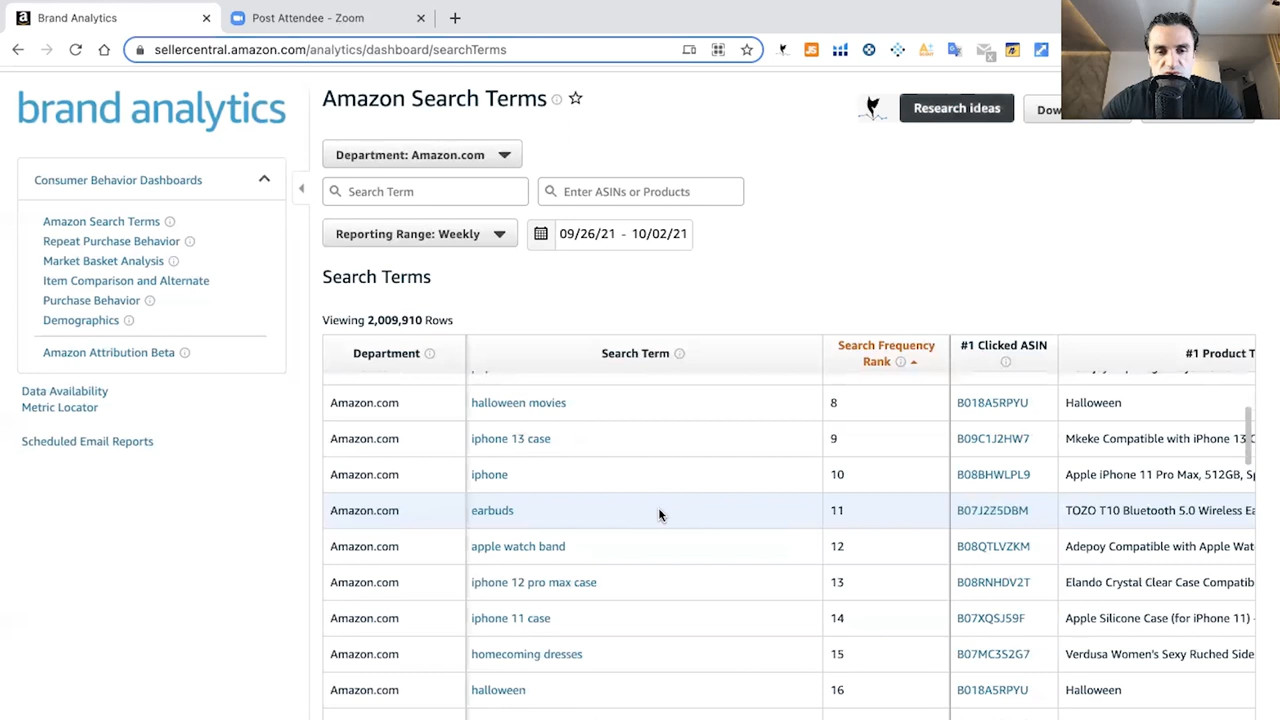 Brand Analytics
Post Attendee - Zoom
sellercentral.amazon.com/analytics/dashboard/searchTerms
brand analytics
Amazon Search Terms
Research ideas
Dow
Consumer Behavior Dashboards
Amazon Search Terms
Repeat Purchase Behavior
Market Basket Analysis
Item Comparison and Alternate
Purchase Behavior
Demographics
Amazon Attribution Beta
Data Availability
Metric Locator
Scheduled Email Reports
Department: Amazon.com
Search Term
Enter ASINs or Products
Reporting Range: Weekly
09/26/21 - 10/02/21
Search Terms
Viewing 2,009,910 Rows
Department Search Term Search Frequency Rank #1 Clicked ASIN #1 Product T
Amazon.com halloween movies 8 B018A5RPYU Halloween
Amazon.com iphone 13 case 9 B09C1J2HW7 Mkeke Compatible with iPhone 13 C
Amazon.com iphone 10 B08BHWLPL9 Apple iPhone 11 Pro Max, 512GB, Sp
Amazon.com earbuds 11 B07J2Z5DBM TOZO T10 Bluetooth 5.0 Wireless Ea
Amazon.com apple watch band 12 B08QTLVZKM Adepoy Compatible with Apple Wat
Amazon.com iphone 12 pro max case 13 B08RNHDV2T Elando Crystal Clear Case Compatib
Amazon.com iphone 11 case 14 B07XQSJ59F Apple Silicone Case (for iPhone 11) -
Amazon.com homecoming dresses 15 B07MC3S2G7 Verdusa Women's Sexy Ruched Side
Amazon.com halloween 16 B018A5RPYU Halloween